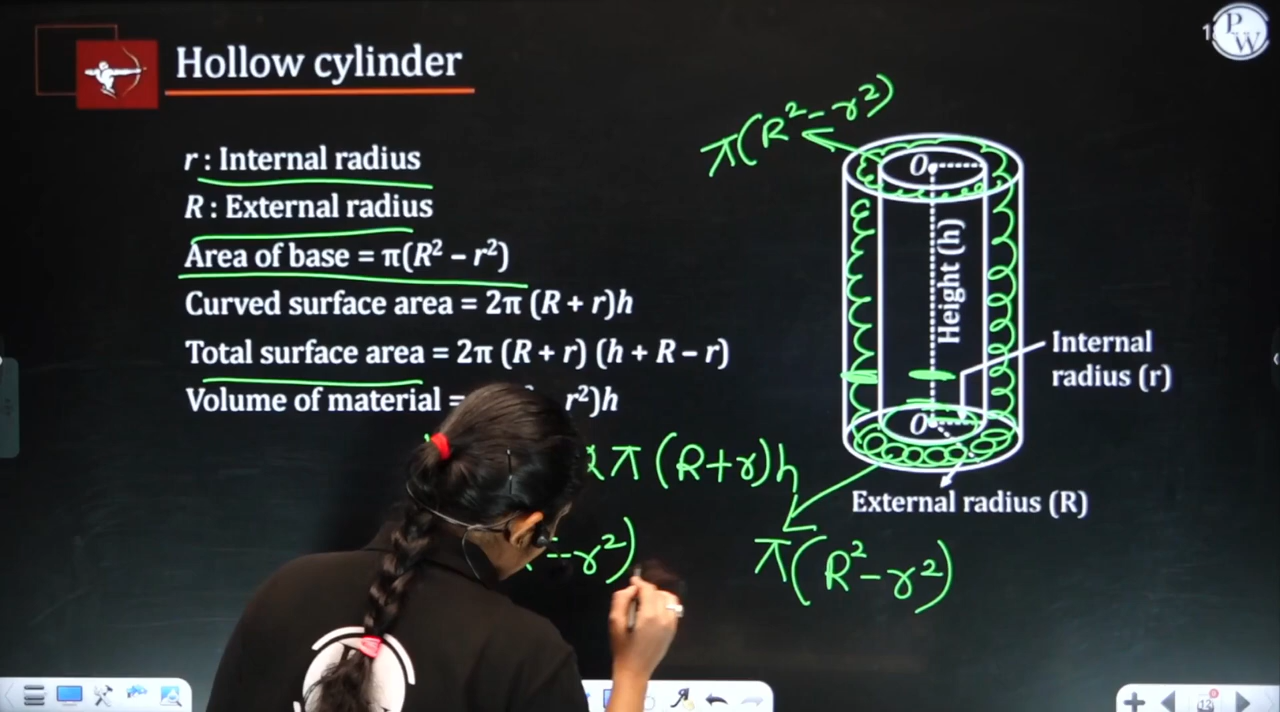 Hollow cylinder
r : Internal radius
R : External radius
Area of base = π(R² – r²)
Curved surface area = 2π (R + r)h
Total surface area = 2π (R + r) (h + R – r)
Volume of material = r²)h
π(R² – r²)
O
Height (h)
Internal
radius (r)
O
External radius (R)
2π (R+r)h
– r²)
π(R² – r²)
PW